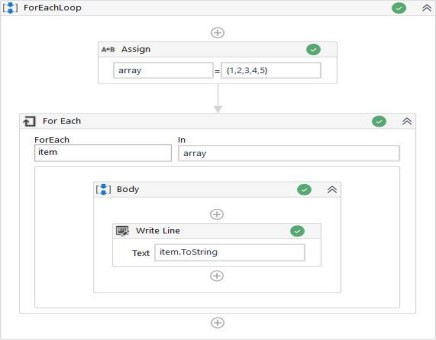 ForEachLoop
A*B Assign
array = {1,2,3,4,5}
For Each
ForEach In
item array
Body
Write Line
Text item.ToString